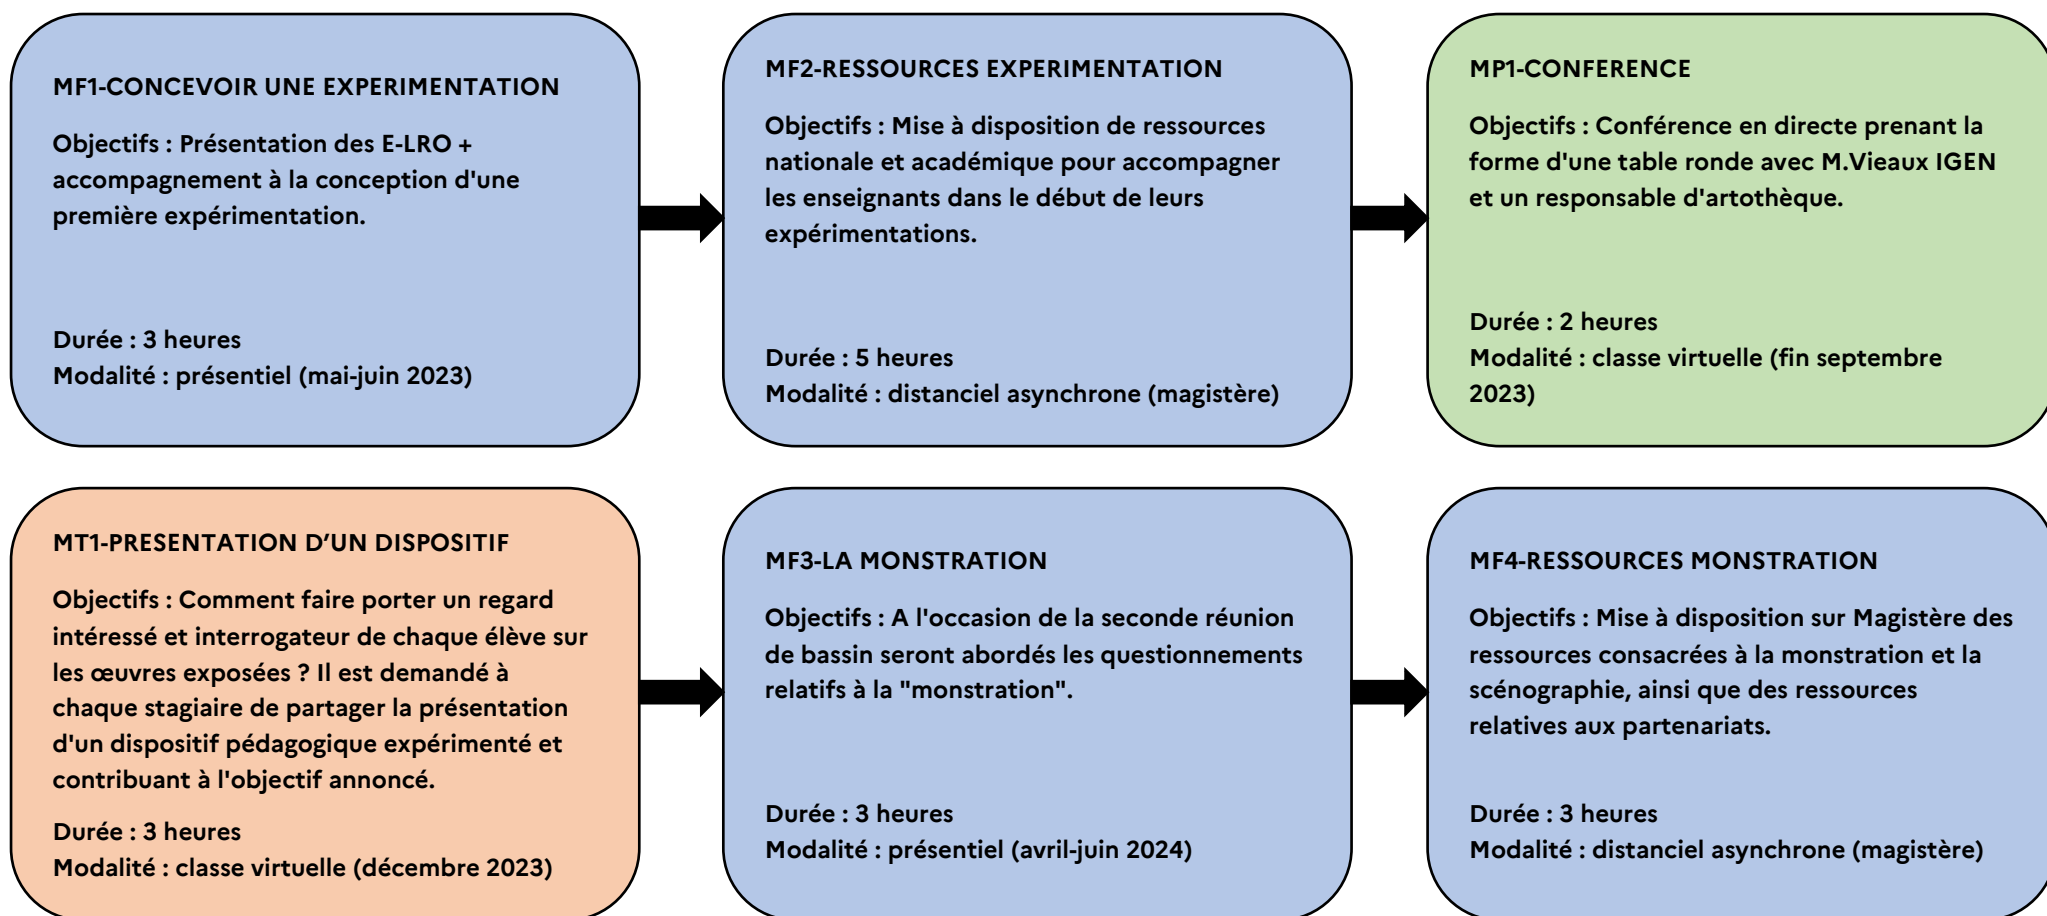 MF1-CONCEVOIR UNE EXPERIMENTATION
Objectifs : Présentation des E-LRO +
accompagnement à la conception d'une
première expérimentation.
Durée : 3 heures
Modalité : présentiel (mai-juin 2023)
MF2-RESSOURCES EXPERIMENTATION
Objectifs : Mise à disposition de ressources
nationale et académique pour accompagner
les enseignants dans le début de leurs
expérimentations.
Durée : 5 heures
Modalité : distanciel asynchrone (magistère)
MP1-CONFERENCE
Objectifs : Conférence en directe prenant la
forme d'une table ronde avec M.Vieaux IGEN
et un responsable d'artothèque.
Durée : 2 heures
Modalité : classe virtuelle (fin septembre
2023)
MT1-PRESENTATION D’UN DISPOSITIF
Objectifs : Comment faire porter un regard
intéressé et interrogateur de chaque élève sur
les œuvres exposées ? Il est demandé à
chaque stagiaire de partager la présentation
d'un dispositif pédagogique expérimenté et
contribuant à l'objectif annoncé.
Durée : 3 heures
Modalité : classe virtuelle (décembre 2023)
MF3-LA MONSTRATION
Objectifs : A l'occasion de la seconde réunion
de bassin seront abordés les questionnements
relatifs à la "monstration".
Durée : 3 heures
Modalité : présentiel (avril-juin 2024)
MF4-RESSOURCES MONSTRATION
Objectifs : Mise à disposition sur Magistère des
ressources consacrées à la monstration et la
scénographie, ainsi que des ressources
relatives aux partenariats.
Durée : 3 heures
Modalité : distanciel asynchrone (magistère)